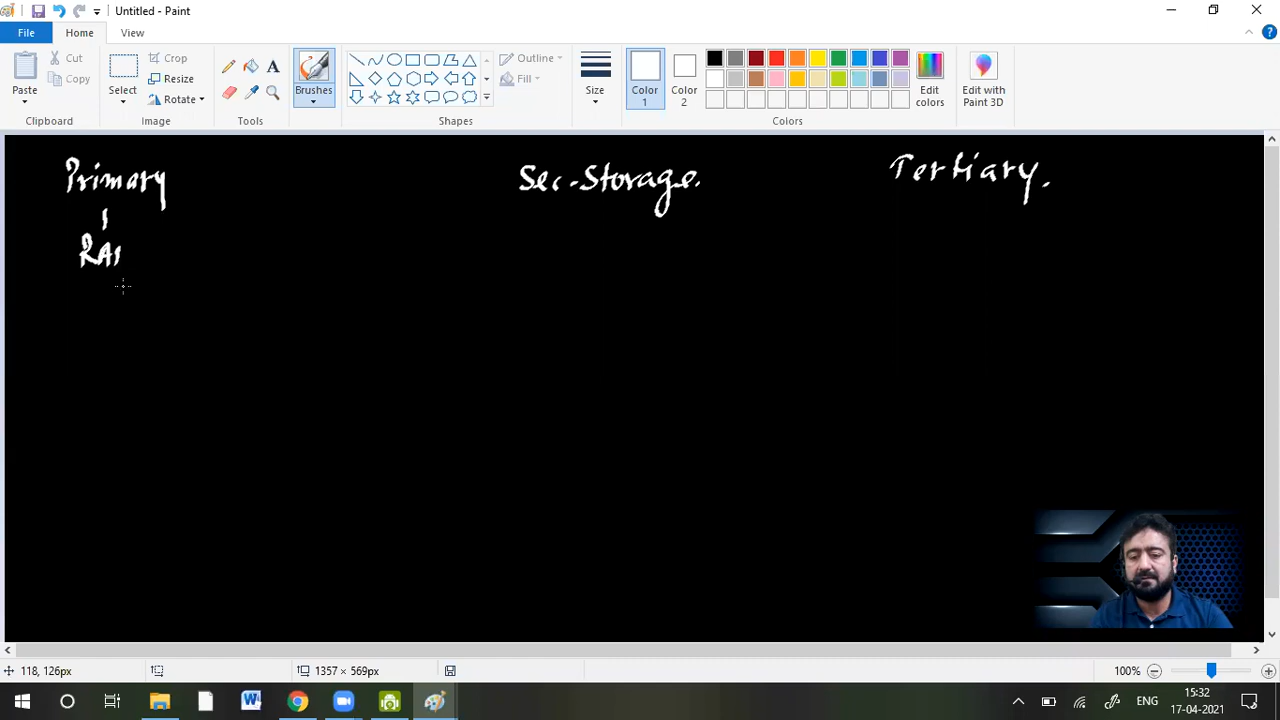 Untitled - Paint
File Home View
Paste Cut Copy Clipboard
Select Crop Resize Rotate Image
Tools
Brushes
Outline Fill Shapes
Size
Color 1 Color 2 Edit colors Colors
Edit with Paint 3D
Primary Sec-Storage. Tertiary.
RAI
118, 126px 1357 × 569px 100%
ENG 15:32 17-04-2021